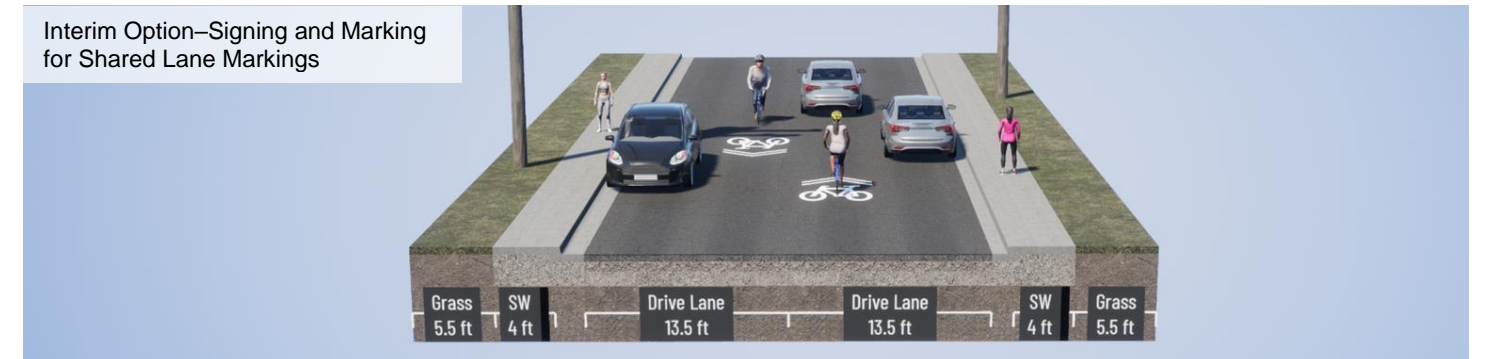 Interim Option–Signing and Marking
for Shared Lane Markings
Grass
5.5 ft
SW
4 ft
Drive Lane
13.5 ft
Drive Lane
13.5 ft
SW
4 ft
Grass
5.5 ft